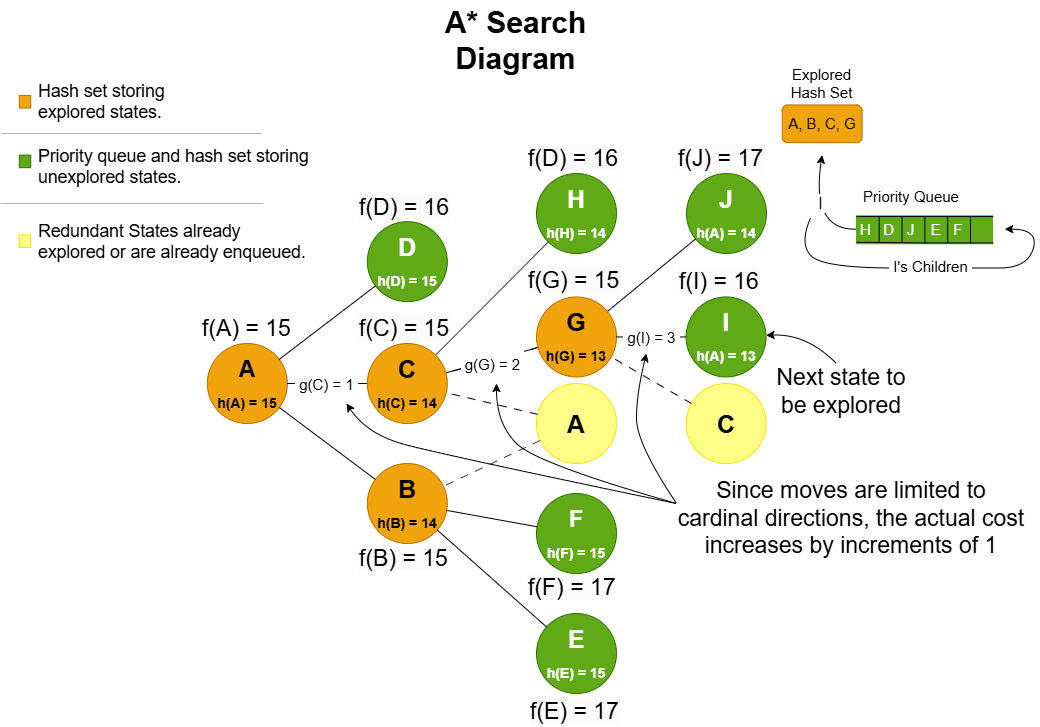 A* Search
Diagram
Hash set storing
explored states.
Priority queue and hash set storing
unexplored states.
Redundant States already
explored or are already enqueued.
Explored
Hash Set
A, B, C, G
I
Priority Queue
H D J E F
I's Children
f(D) = 16
H
h(H) = 14
f(J) = 17
J
h(A) = 14
f(D) = 16
D
h(D) = 15
f(G) = 15
G
h(G) = 13
f(I) = 16
I
h(A) = 13
g(I) = 3
f(A) = 15
A
h(A) = 15
g(C) = 1
f(C) = 15
C
h(C) = 14
g(G) = 2
Next state to
be explored
A
C
B
h(B) = 14
f(B) = 15
F
h(F) = 15
f(F) = 17
Since moves are limited to
cardinal directions, the actual cost
increases by increments of 1
E
h(E) = 15
f(E) = 17